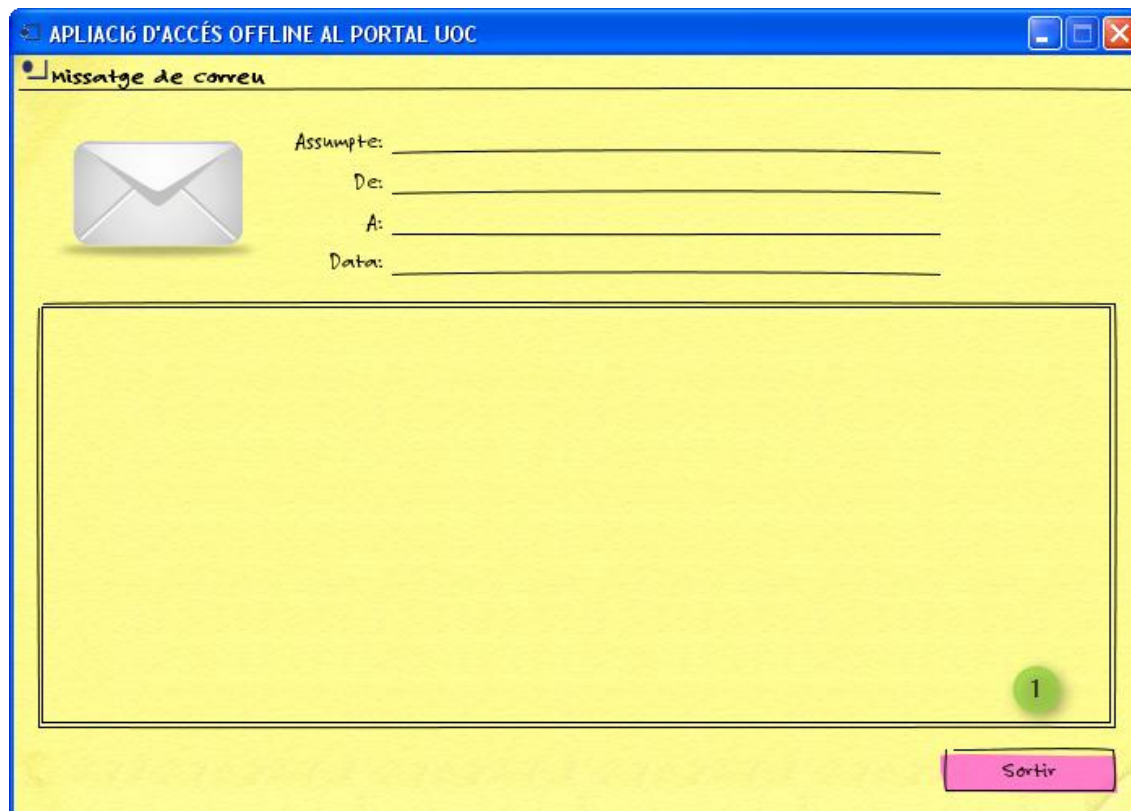 APLIACIó D'ACCÉS OFFLINE AL PORTAL UOC
Missatge de correu
Assumpte:
De:
A:
Data:
1
Sortir